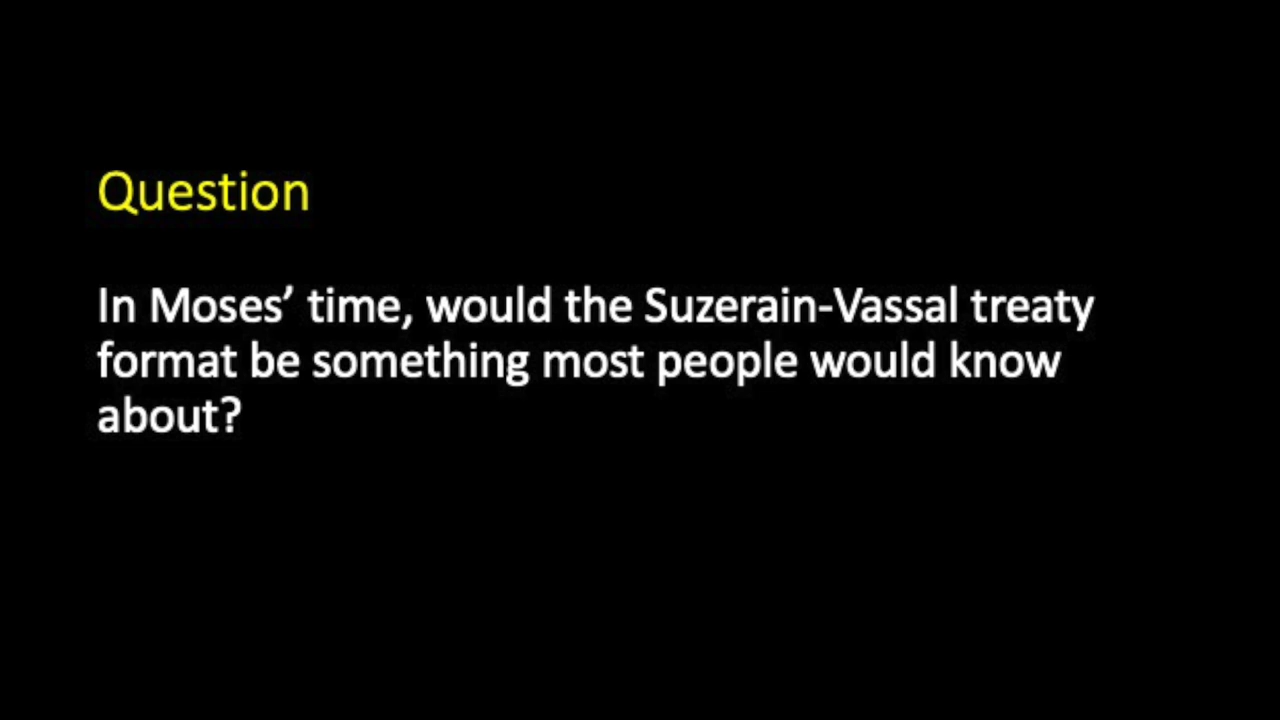 Question
In Moses’ time, would the Suzerain-Vassal treaty
format be something most people would know
about?